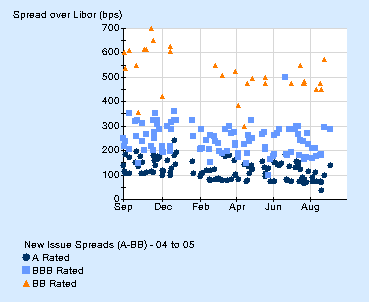 Spread over Libor (bps)
700
600
500
400
300
200
100
0
Sep Dec Feb Apr Jun Aug
New Issue Spreads (A-BB) - 04 to 05
A Rated
BBB Rated
BB Rated